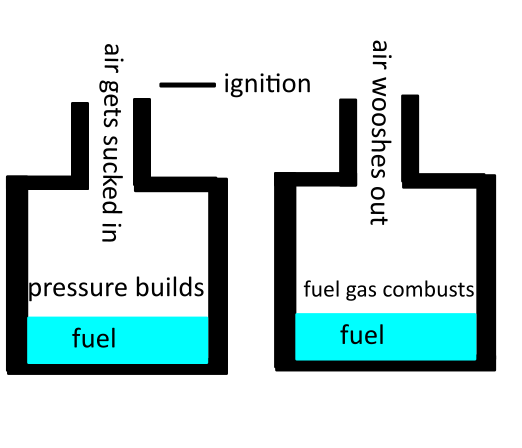 air gets sucked in
ignition
pressure builds
fuel
air wooshes out
fuel gas combusts
fuel